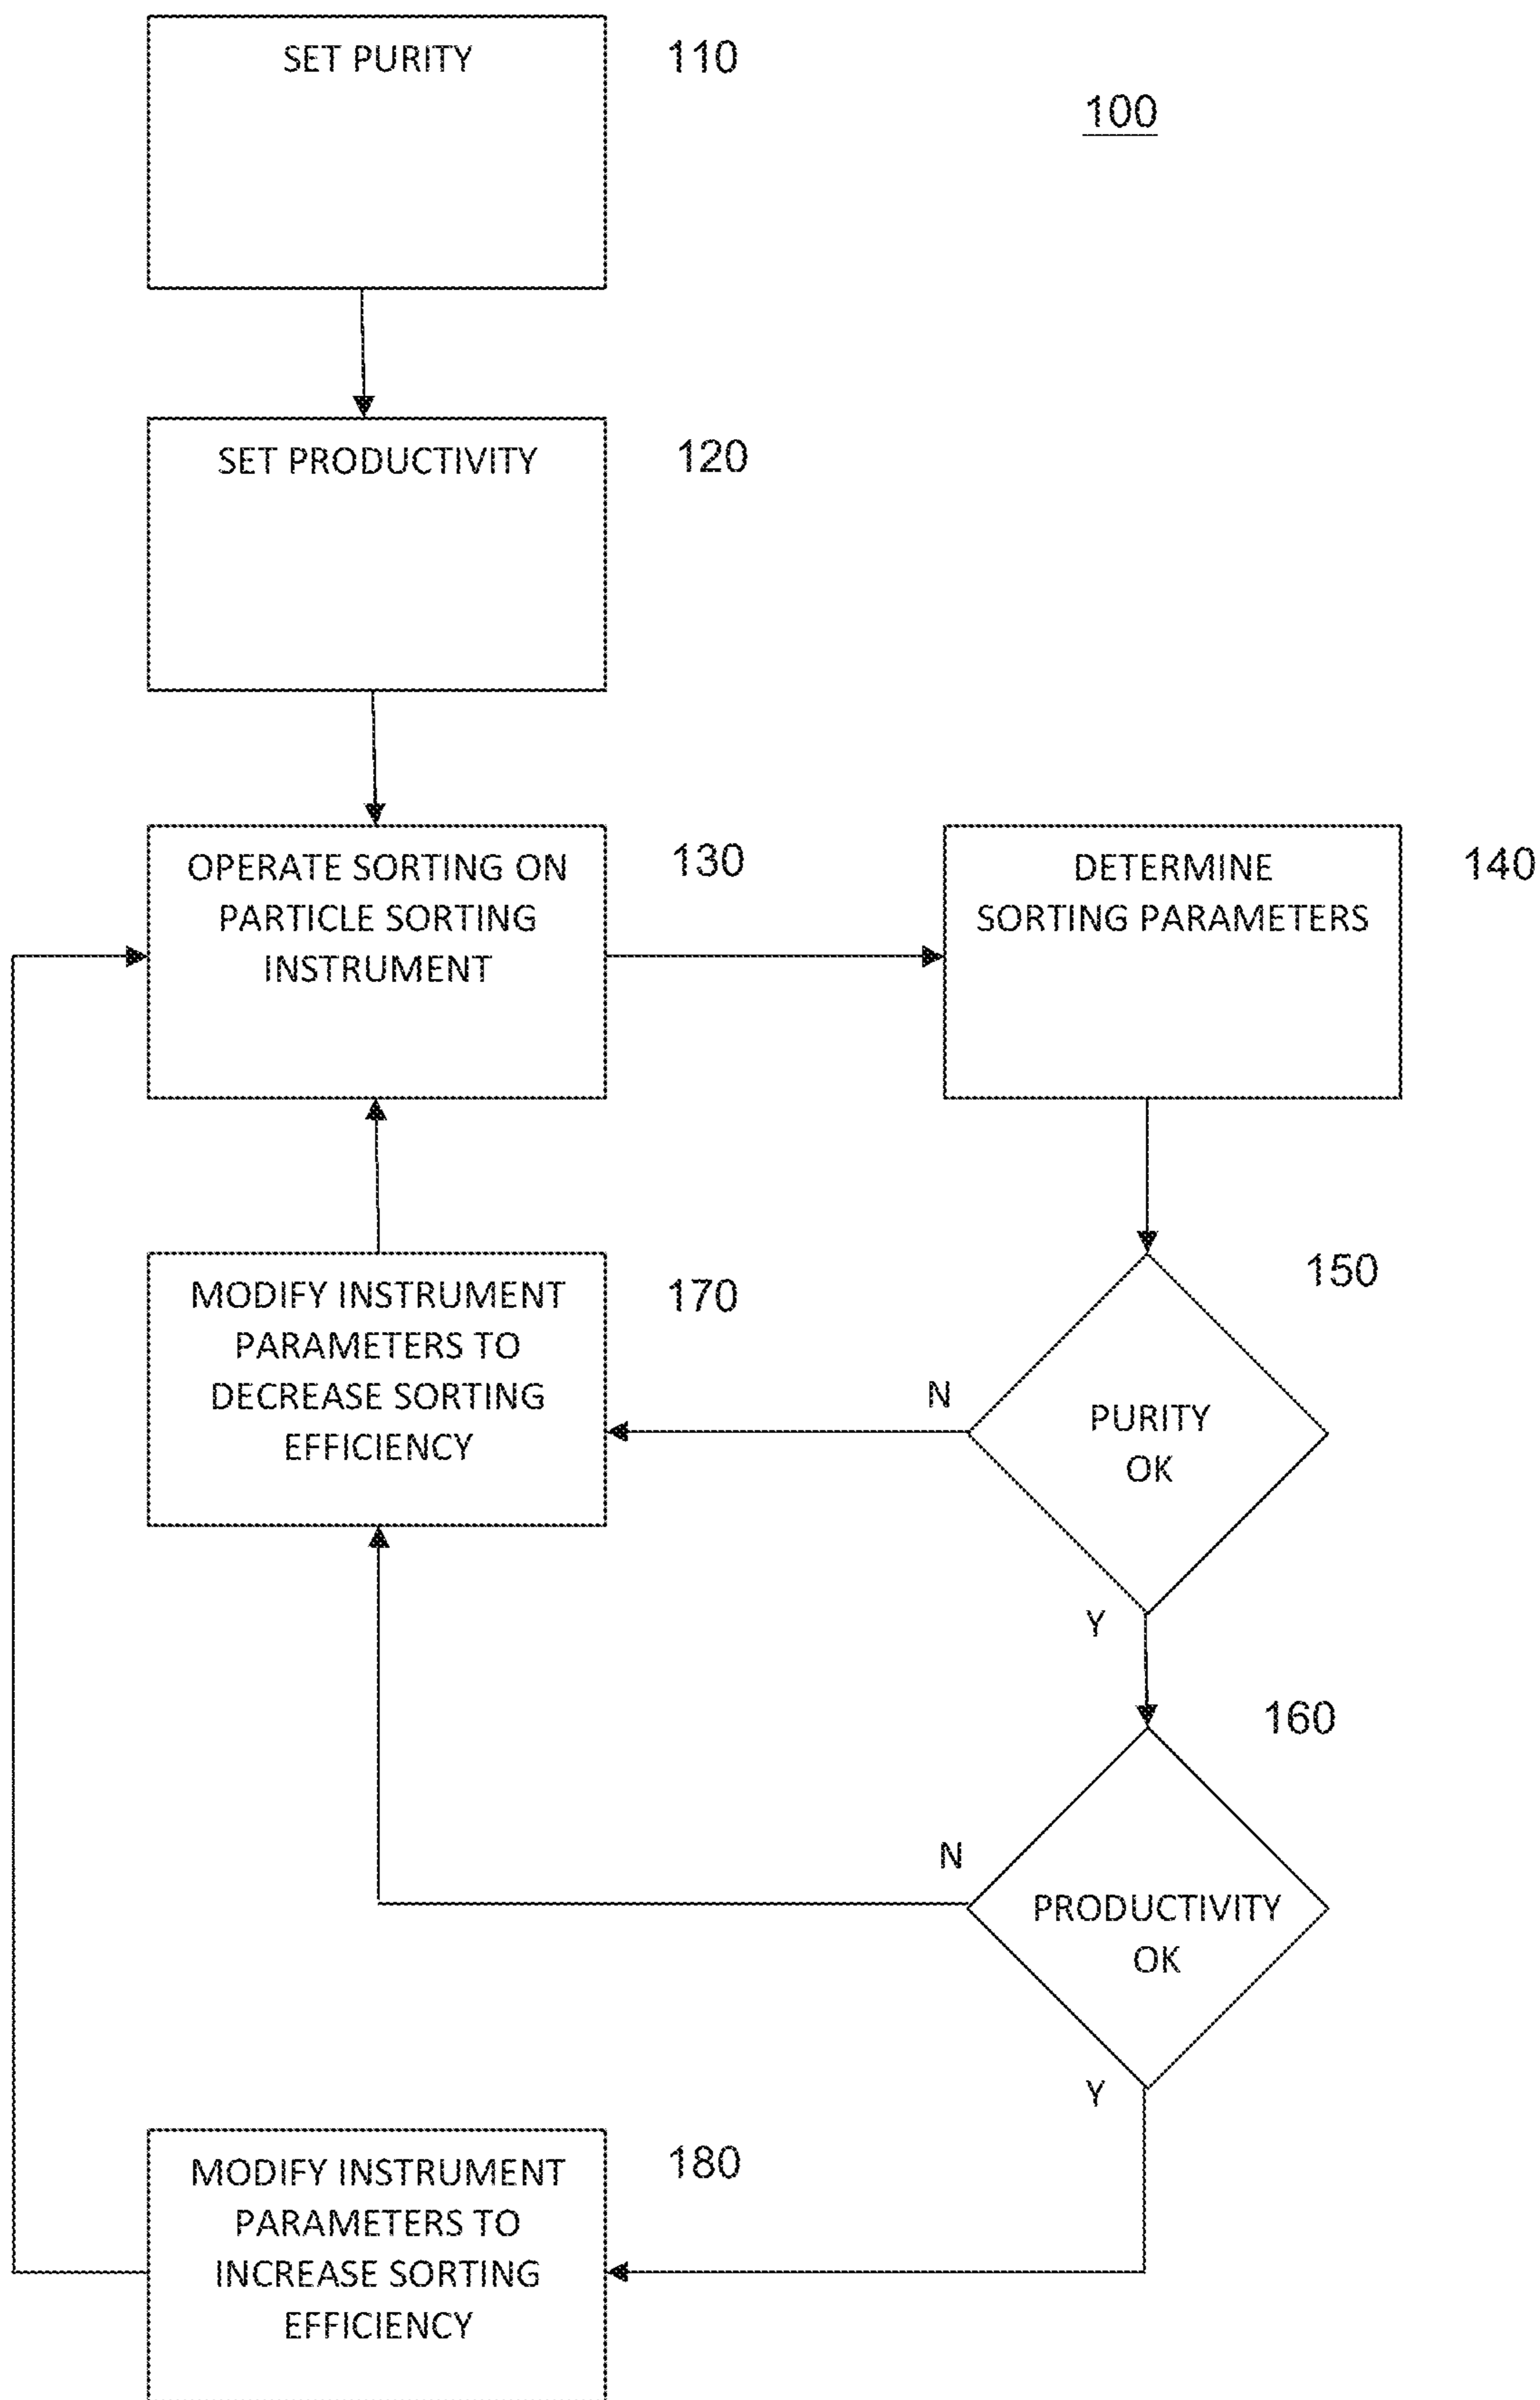 SET PURITY
110
100
SET PRODUCTIVITY
120
OPERATE SORTING ON
PARTICLE SORTING
INSTRUMENT
130
DETERMINE
SORTING PARAMETERS
140
MODIFY INSTRUMENT
PARAMETERS TO
DECREASE SORTING
EFFICIENCY
170
N
PURITY
OK
150
Y
160
N
PRODUCTIVITY
OK
Y
MODIFY INSTRUMENT
PARAMETERS TO
INCREASE SORTING
EFFICIENCY
180